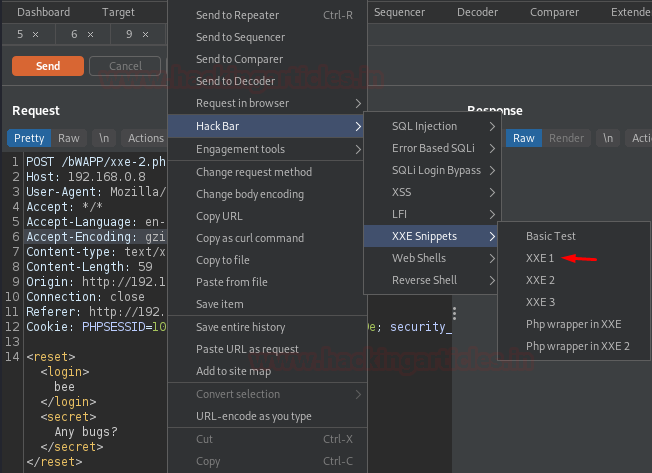 Dashboard Target Sequencer Decoder Comparer Extende
5 × 6 × 9 ×
Send Cancel
Request
Response
Pretty Raw \n Actions
Raw Render \n Actio
1 POST /bWAPP/xxe-2.ph
2 Host: 192.168.0.8
3 User-Agent: Mozilla/
4 Accept: */*
5 Accept-Language: en-
6 Accept-Encoding: gzi
7 Content-type: text/x
8 Content-Length: 59
9 Origin: http://192.1
10 Connection: close
11 Referer: http://192.
12 Cookie: PHPSESSID=10 0e; security_
13
14 <reset>
<login>
bee
</login>
<secret>
Any bugs?
</secret>
</reset>
Send to Repeater Ctrl-R
Send to Sequencer
Send to Comparer
Send to Decoder
Request in browser
Hack Bar
Engagement tools
Change request method
Change body encoding
Copy URL
Copy as curl command
Copy to file
Paste from file
Save item
Save entire history
Paste URL as request
Add to site map
Convert selection
URL-encode as you type
Cut Ctrl-X
Copy Ctrl-C
SQL Injection
Error Based SQLi
SQLi Login Bypass
XSS
LFI
XXE Snippets
Web Shells
Reverse Shell
Basic Test
XXE 1
XXE 2
XXE 3
Php wrapper in XXE
Php wrapper in XXE 2